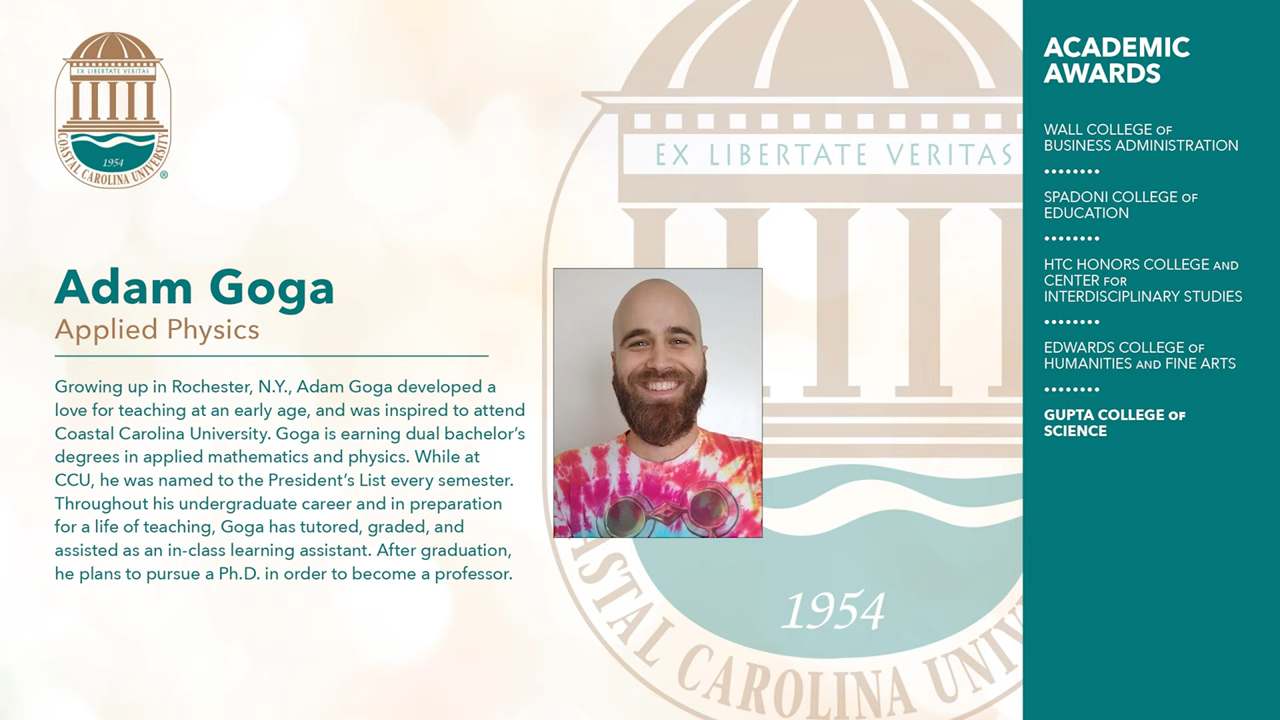 EX LIBERTATE VERITAS
1954
COASTAL CAROLINA UNIVERSITY
®
Adam Goga
Applied Physics
Growing up in Rochester, N.Y., Adam Goga developed a
love for teaching at an early age, and was inspired to attend
Coastal Carolina University. Goga is earning dual bachelor’s
degrees in applied mathematics and physics. While at
CCU, he was named to the President’s List every semester.
Throughout his undergraduate career and in preparation
for a life of teaching, Goga has tutored, graded, and
assisted as an in-class learning assistant. After graduation,
he plans to pursue a Ph.D. in order to become a professor.
EX LIBERTATE VERITAS
1954
STAL CAROLINA UNIV
ACADEMIC
AWARDS
WALL COLLEGE OF
BUSINESS ADMINISTRATION
SPADONI COLLEGE OF
EDUCATION
HTC HONORS COLLEGE AND
CENTER FOR
INTERDISCIPLINARY STUDIES
EDWARDS COLLEGE OF
HUMANITIES AND FINE ARTS
GUPTA COLLEGE OF
SCIENCE